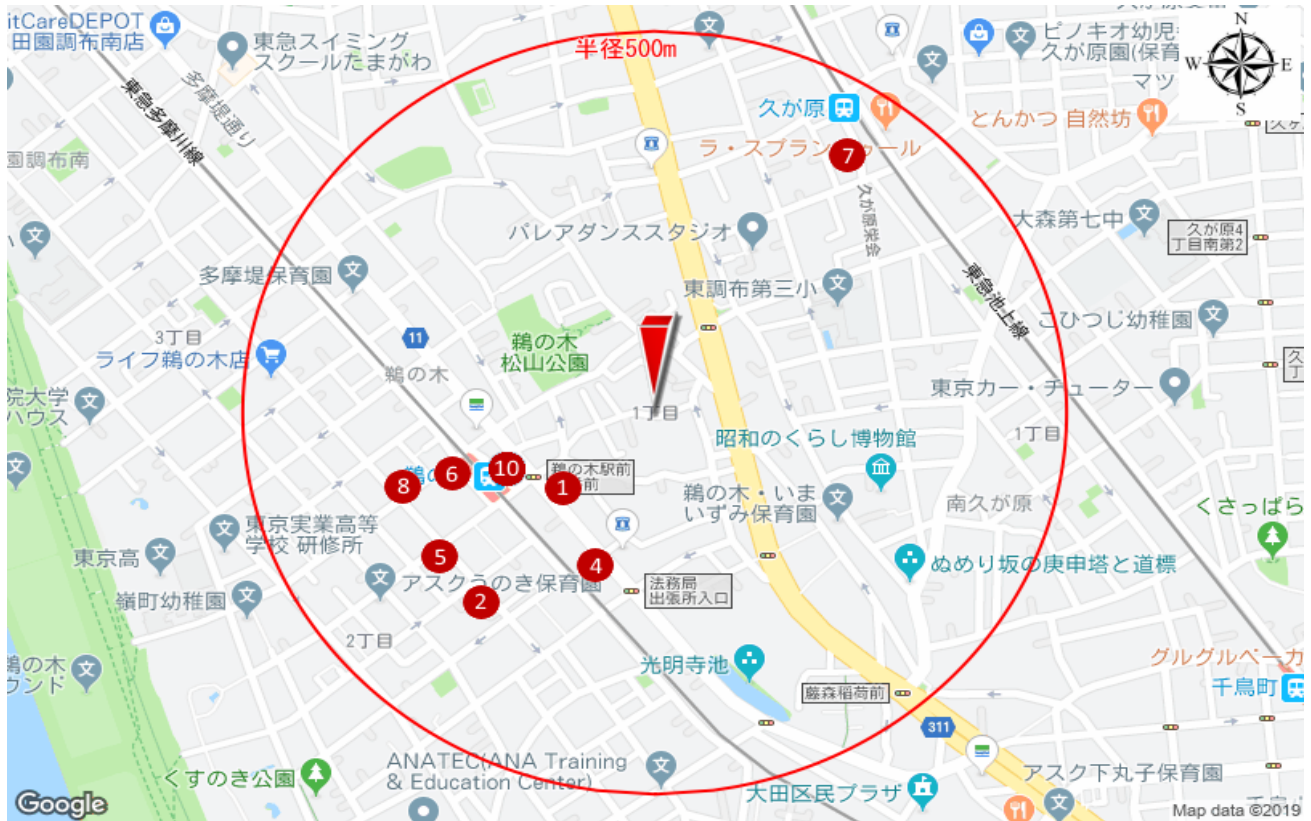 itCareDEPOT
田園調布南店
東急スイミング
スクールたまがわ
半径500m
ピノキオ幼児
久が原園(保育
マツ
N
W
E
S
東急多摩川線
多摩堤通り
久が原
とんかつ 自然坊
園調布南
7
久が原栄会
大森第七中
久が原4
丁目南第2
パレアダンススタジオ
多摩堤保育園
東調布第三小
東急池上線
こひつじ幼稚園
3丁目
11
鵜の木
松山公園
ライフ鵜の木店
鵜の木
院大学
ハウス
1丁目
東京カー・チューター
昭和のくらし博物館
1丁目
6
10
鵜の木駅前
8
1
鵜の木・いま
いずみ保育園
南久が原
くさっぱら
東京実業高等
学校 研修所
東京高
5
4
アスクうのき保育園
ぬめり坂の庚申塔と道標
法務局
出張所入口
嶺町幼稚園
2
2丁目
光明寺池
鵜の木
ウンド
グルグルベーカ
千鳥町
藤森稲荷前
311
ANATEC(ANA Training
& Education Center)
くすのき公園
アスク下丸子保育園
大田区民プラザ
Google
Map data ©2019